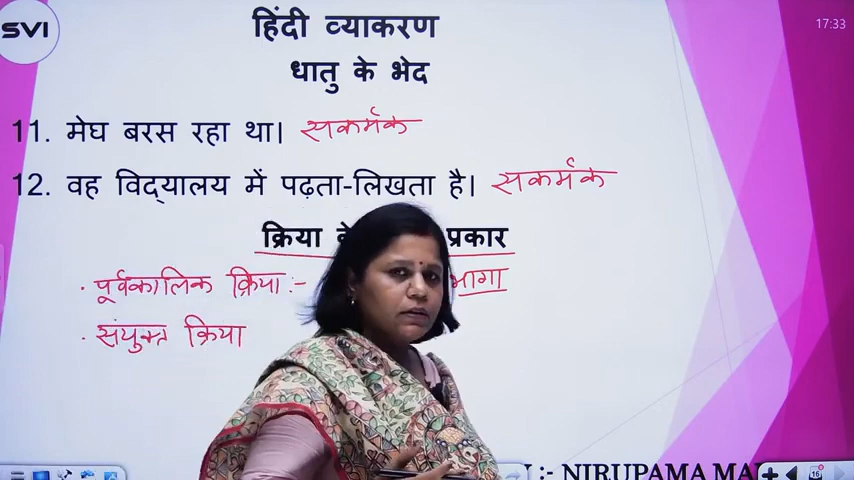 SVI
17:33
हिंदी व्याकरण
धातु के भेद
11. मेघ बरस रहा था। सकर्मक
12. वह विद्यालय में पढ़ता-लिखता है। सकर्मक
क्रिया के प्रकार
· पूर्वकालिक क्रिया :- भागा
· संयुक्त क्रिया
:- NIRUPAMA MA
16